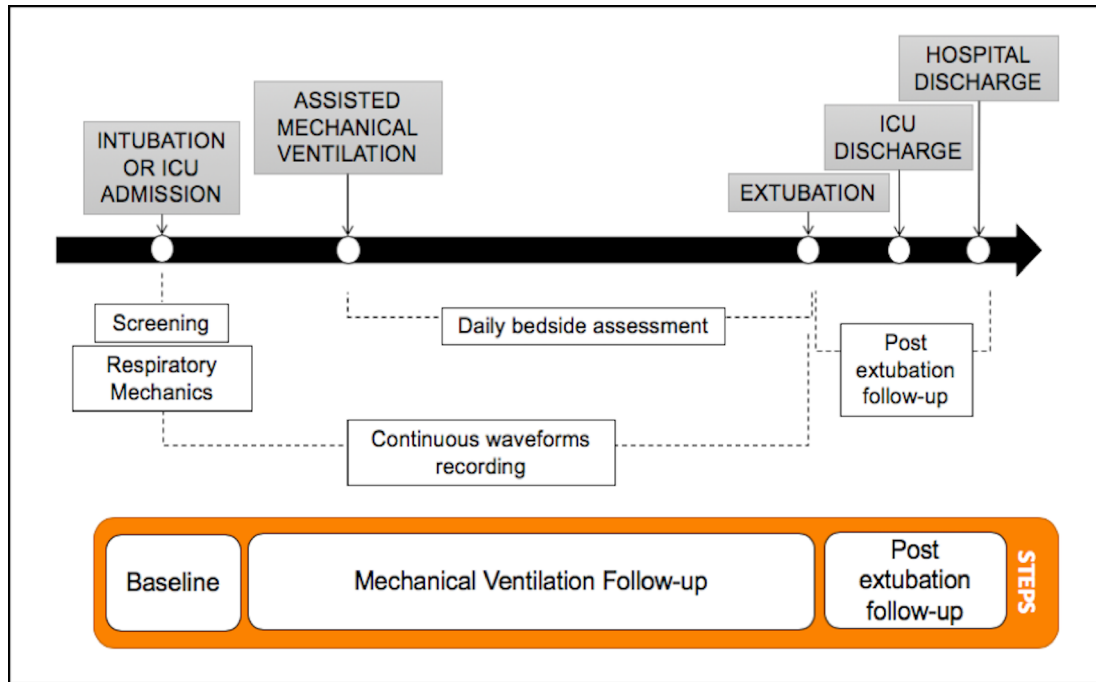 HOSPITAL
DISCHARGE
ASSISTED
MECHANICAL
VENTILATION
ICU
DISCHARGE
INTUBATION
OR ICU
ADMISSION
EXTUBATION
Screening
Respiratory
Mechanics
Daily bedside assessment
Post
extubation
follow-up
Continuous waveforms
recording
Baseline
Mechanical Ventilation Follow-up
Post
extubation
follow-up
STEPS